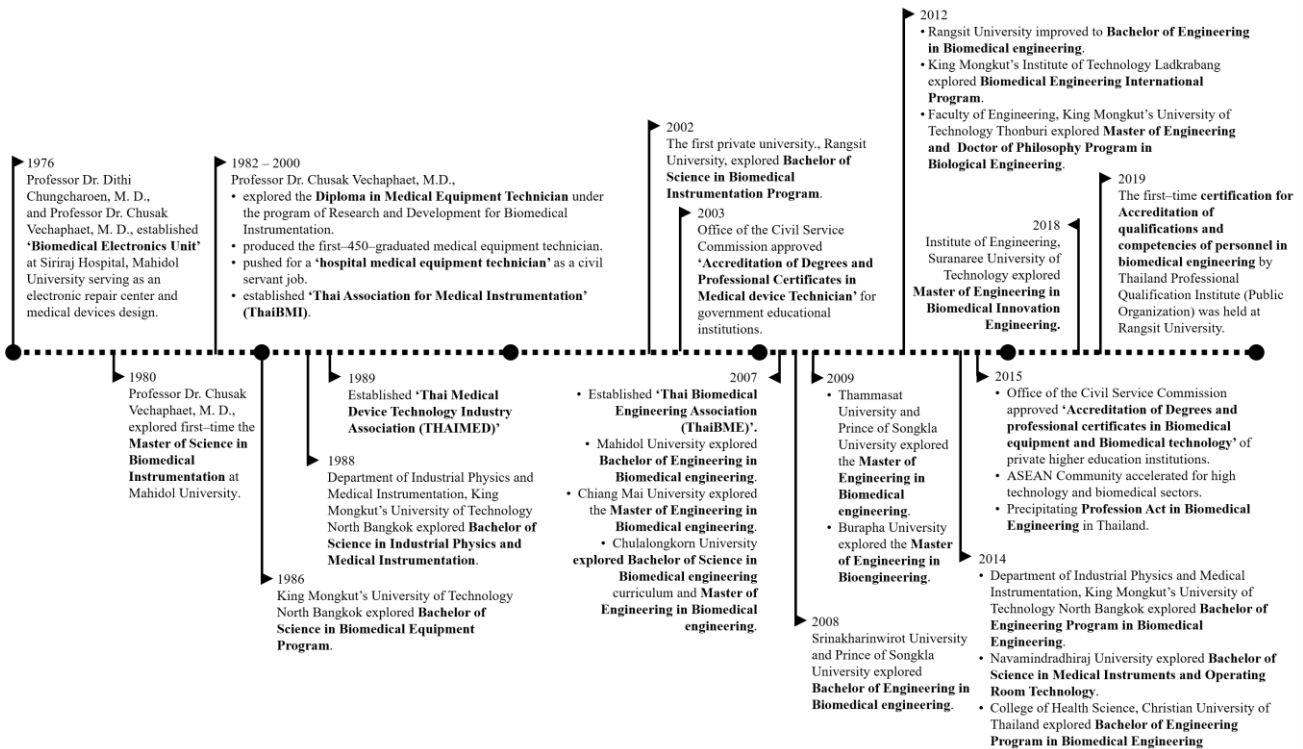 1976
Professor Dr. Dithi
Chungcharoen, M. D.,
and Professor Dr. Chusak
Vechaphaet, M. D., established
‘Biomedical Electronics Unit’
at Siriraj Hospital, Mahidol
University serving as an
electronic repair center and
medical devices design.
1982 – 2000
Professor Dr. Chusak Vechaphaet, M.D.,
• explored the Diploma in Medical Equipment Technician under
the program of Research and Development for Biomedical
Instrumentation.
• produced the first–450–graduated medical equipment technician.
• pushed for a ‘hospital medical equipment technician’ as a civil
servant job.
• established ‘Thai Association for Medical Instrumentation’
(ThaiBMI).
2002
The first private university., Rangsit
University, explored Bachelor of
Science in Biomedical
Instrumentation Program.
2003
Office of the Civil Service
Commission approved
‘Accreditation of Degrees and
Professional Certificates in
Medical device Technician’ for
government educational
institutions.
2012
• Rangsit University improved to Bachelor of Engineering
in Biomedical engineering.
• King Mongkut’s Institute of Technology Ladkrabang
explored Biomedical Engineering International
Program.
• Faculty of Engineering, King Mongkut’s University of
Technology Thonburi explored Master of Engineering
and Doctor of Philosophy Program in
Biological Engineering.
2018
Institute of Engineering,
Suranaree University of
Technology explored
Master of Engineering in
Biomedical Innovation
Engineering.
2019
The first–time certification for
Accreditation of
qualifications and
competencies of personnel in
biomedical engineering by
Thailand Professional
Qualification Institute (Public
Organization) was held at
Rangsit University.
1980
Professor Dr. Chusak
Vechaphaet, M. D.,
explored first–time the
Master of Science in
Biomedical
Instrumentation at
Mahidol University.
1989
Established ‘Thai Medical
Device Technology Industry
Association (THAIMED)’
1988
Department of Industrial Physics and
Medical Instrumentation, King
Mongkut’s University of Technology
North Bangkok explored Bachelor of
Science in Industrial Physics and
Medical Instrumentation.
1986
King Mongkut’s University of Technology
North Bangkok explored Bachelor of
Science in Biomedical Equipment
Program.
2007
• Established ‘Thai Biomedical
Engineering Association
(ThaiBME)’.
• Mahidol University explored
Bachelor of Engineering in
Biomedical engineering.
• Chiang Mai University explored
the Master of Engineering in
Biomedical engineering.
• Chulalongkorn University
explored Bachelor of Science in
Biomedical engineering
curriculum and Master of
Engineering in Biomedical
engineering.
2009
• Thammasat
University and
Prince of Songkla
University explored
the Master of
Engineering in
Biomedical
engineering.
• Burapha University
explored the Master
of Engineering in
Bioengineering.
2008
Srinakharinwirot University
and Prince of Songkla
University explored
Bachelor of Engineering in
Biomedical engineering.
2015
• Office of the Civil Service Commission
approved ‘Accreditation of Degrees and
professional certificates in Biomedical
equipment and Biomedical technology’ of
private higher education institutions.
• ASEAN Community accelerated for high
technology and biomedical sectors.
• Precipitating Profession Act in Biomedical
Engineering in Thailand.
2014
• Department of Industrial Physics and Medical
Instrumentation, King Mongkut’s University of
Technology North Bangkok explored Bachelor of
Engineering Program in Biomedical
Engineering.
• Navamindradhiraj University explored Bachelor of
Science in Medical Instruments and Operating
Room Technology.
• College of Health Science, Christian University of
Thailand explored Bachelor of Engineering
Program in Biomedical Engineering